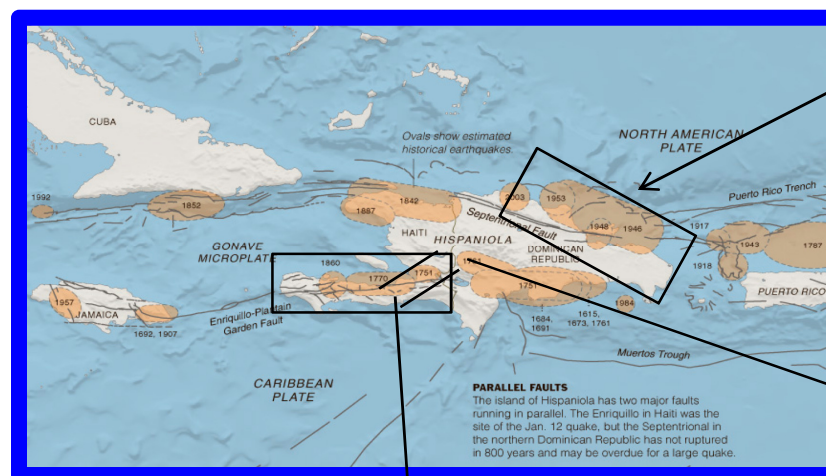 CUBA
Ovals show estimated
historical earthquakes.
NORTH AMERICAN
PLATE
1992
1852
1842
1887
2003
1953
Puerto Rico Trench
Septentrional Fault
1948
1946
1917
HAITI
HISPANIOLA
1943
1787
GONAVE
MICROPLATE
DOMINICAN
REPUBLIC
1860
1751
1918
1770
1751
1751
PUERTO RICO
1957
JAMAICA
1984
Enriquillo-Plantain
Garden Fault
1684,
1691
1615,
1673, 1761
1692, 1907
Muertos Trough
CARIBBEAN
PLATE
PARALLEL FAULTS
The island of Hispaniola has two major faults
running in parallel. The Enriquillo in Haiti was the
site of the Jan. 12 quake, but the Septentrional in
the northern Dominican Republic has not ruptured
in 800 years and may be overdue for a large quake.